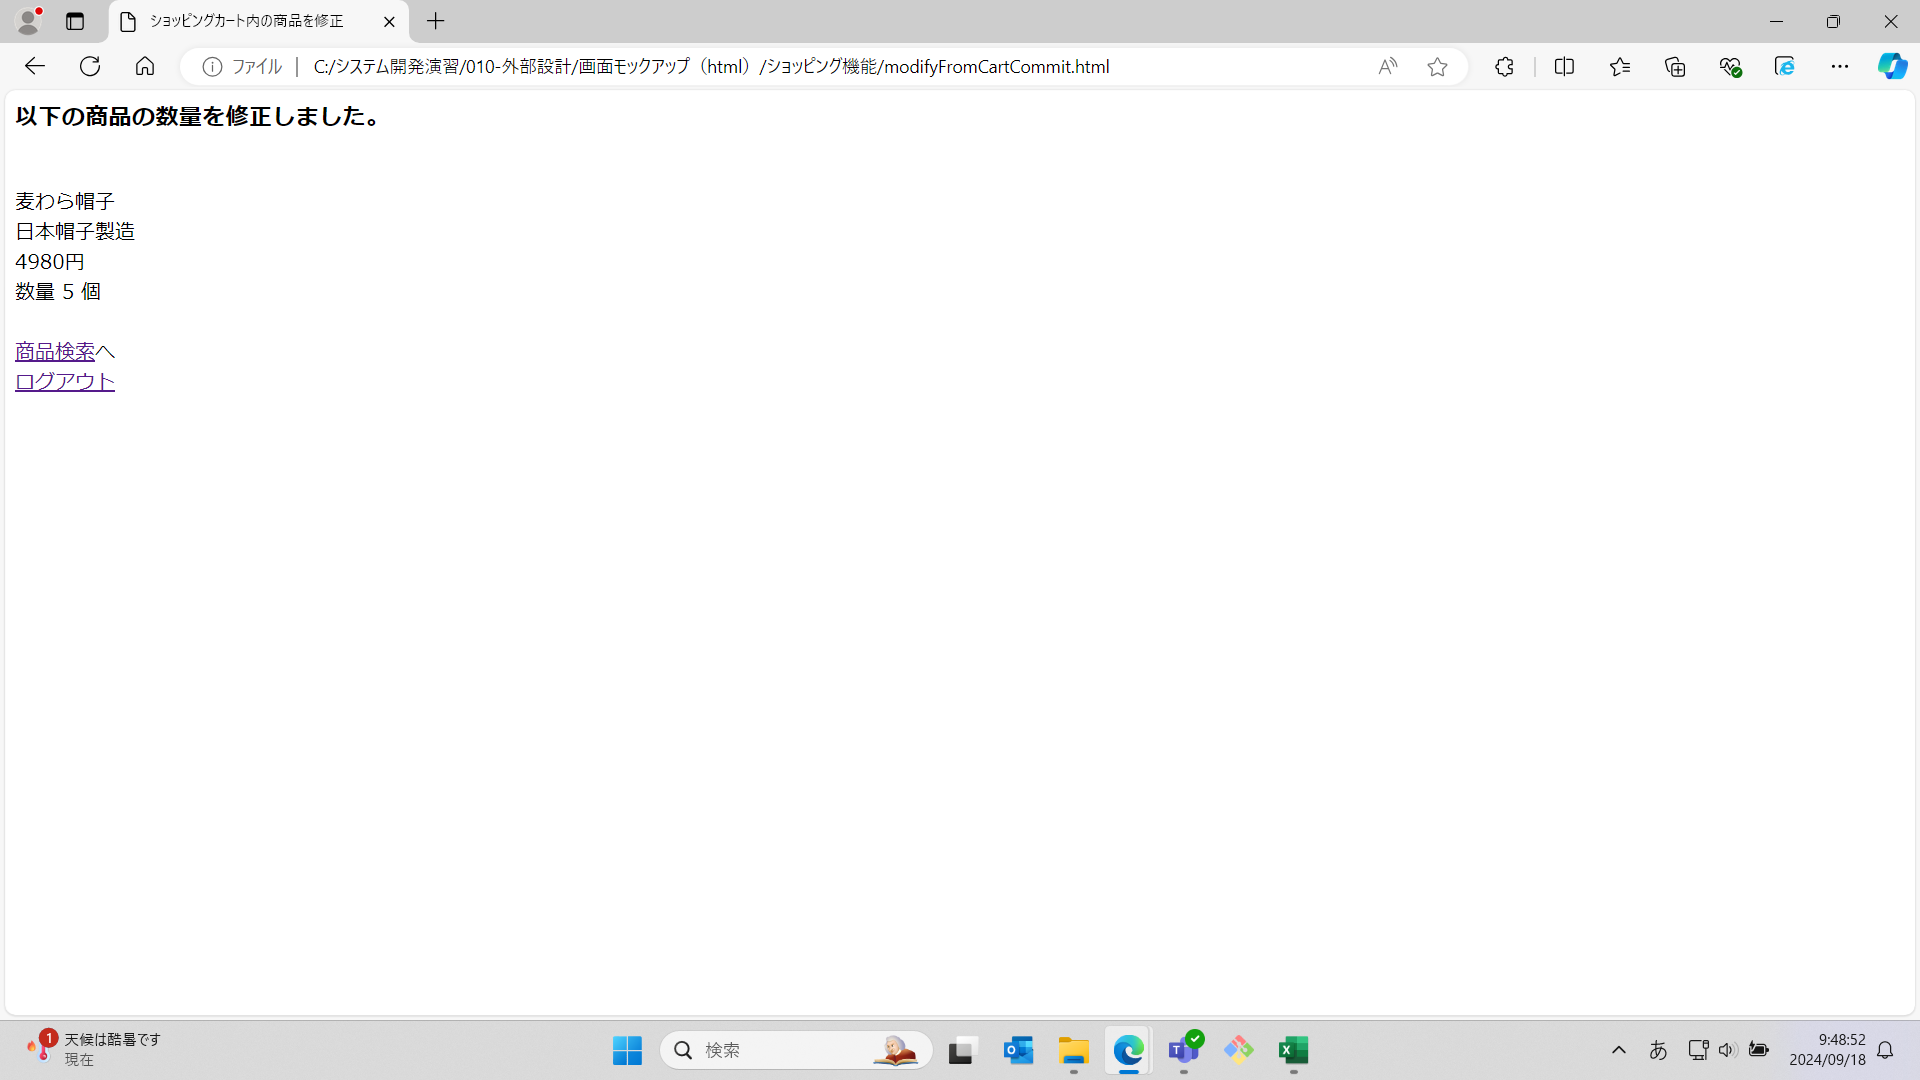 ショッピングカート内の商品を修正
ファイル
C:/システム開発演習/010-外部設計/画面モックアップ（html）/ショッピング機能/modifyFromCartCommit.html
以下の商品の数量を修正しました。
麦わら帽子
日本帽子製造
4980円
数量 5 個
商品検索へ
ログアウト
1
天候は酷暑です
現在
検索
あ
9:48:52
2024/09/18